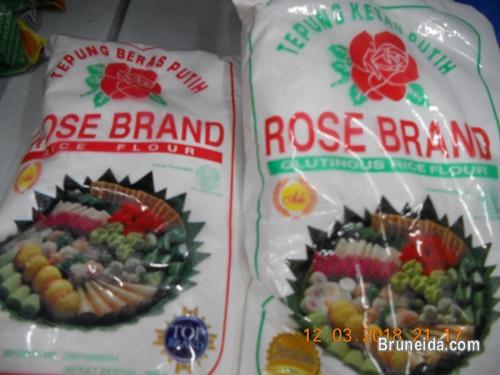 TEPUNG BERAS PUTIH
ROSE BRAND
RICE FLOUR
TOP
TEPUNG KETAN PUTIH
ROSE BRAND
GLUTINOUS RICE FLOUR
12.03.2018 21:17
Bruneida.com